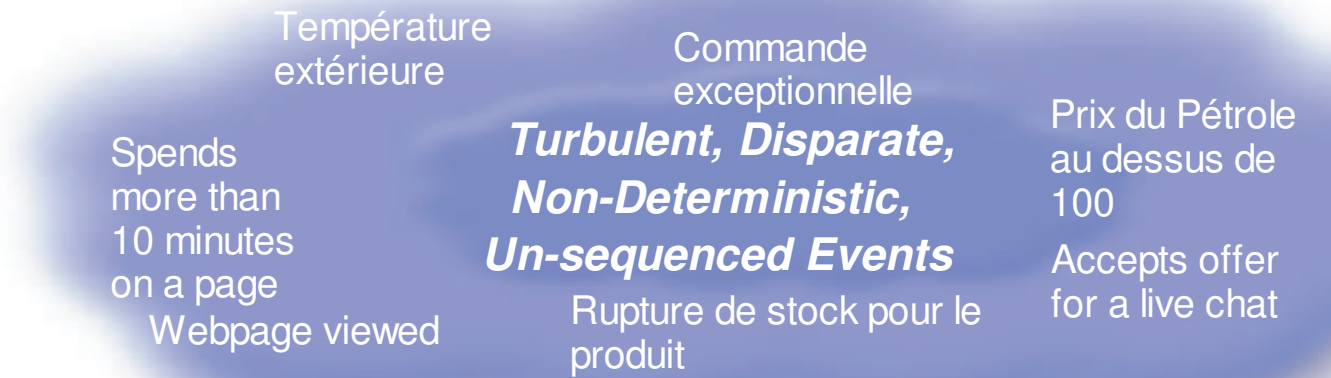 Température
extérieure
Commande
exceptionnelle
Spends
more than
10 minutes
on a page
Webpage viewed
Turbulent, Disparate,
Non-Deterministic,
Un-sequenced Events
Rupture de stock pour le
produit
Prix du Pétrole
au dessus de
100
Accepts offer
for a live chat